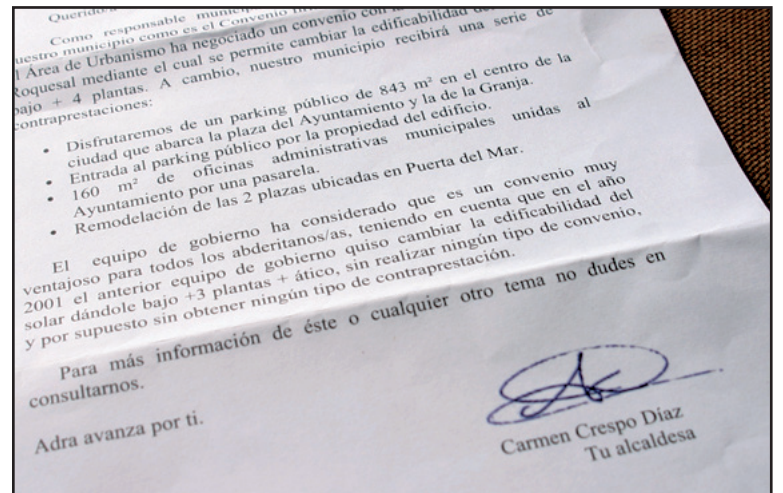 Querido/a
Como responsable munici
uestro municipio como es el Convenio
l Área de Urbanismo ha negociado un convenio con la
Roquesal mediante el cual se permite cambiar la edificabilidad del
bajo + 4 plantas. A cambio, nuestro municipio recibirá una serie de
contraprestaciones:
• Disfrutaremos de un parking público de 843 m² en el centro de la
ciudad que abarca la plaza del Ayuntamiento y la de la Granja.
• Entrada al parking público por la propiedad del edificio.
• 160 m² de oficinas administrativas municipales unidas al
Ayuntamiento por una pasarela.
• Remodelación de las 2 plazas ubicadas en Puerta del Mar.
El equipo de gobierno ha considerado que es un convenio muy
ventajoso para todos los abderitanos/as, teniendo en cuenta que en el año
2001 el anterior equipo de gobierno quiso cambiar la edificabilidad del
solar dándole bajo +3 plantas + ático, sin realizar ningún tipo de convenio,
y por supuesto sin obtener ningún tipo de contraprestación.
Para más información de éste o cualquier otro tema no dudes en
consultarnos.
Adra avanza por ti.
Carmen Crespo Díaz
Tu alcaldesa